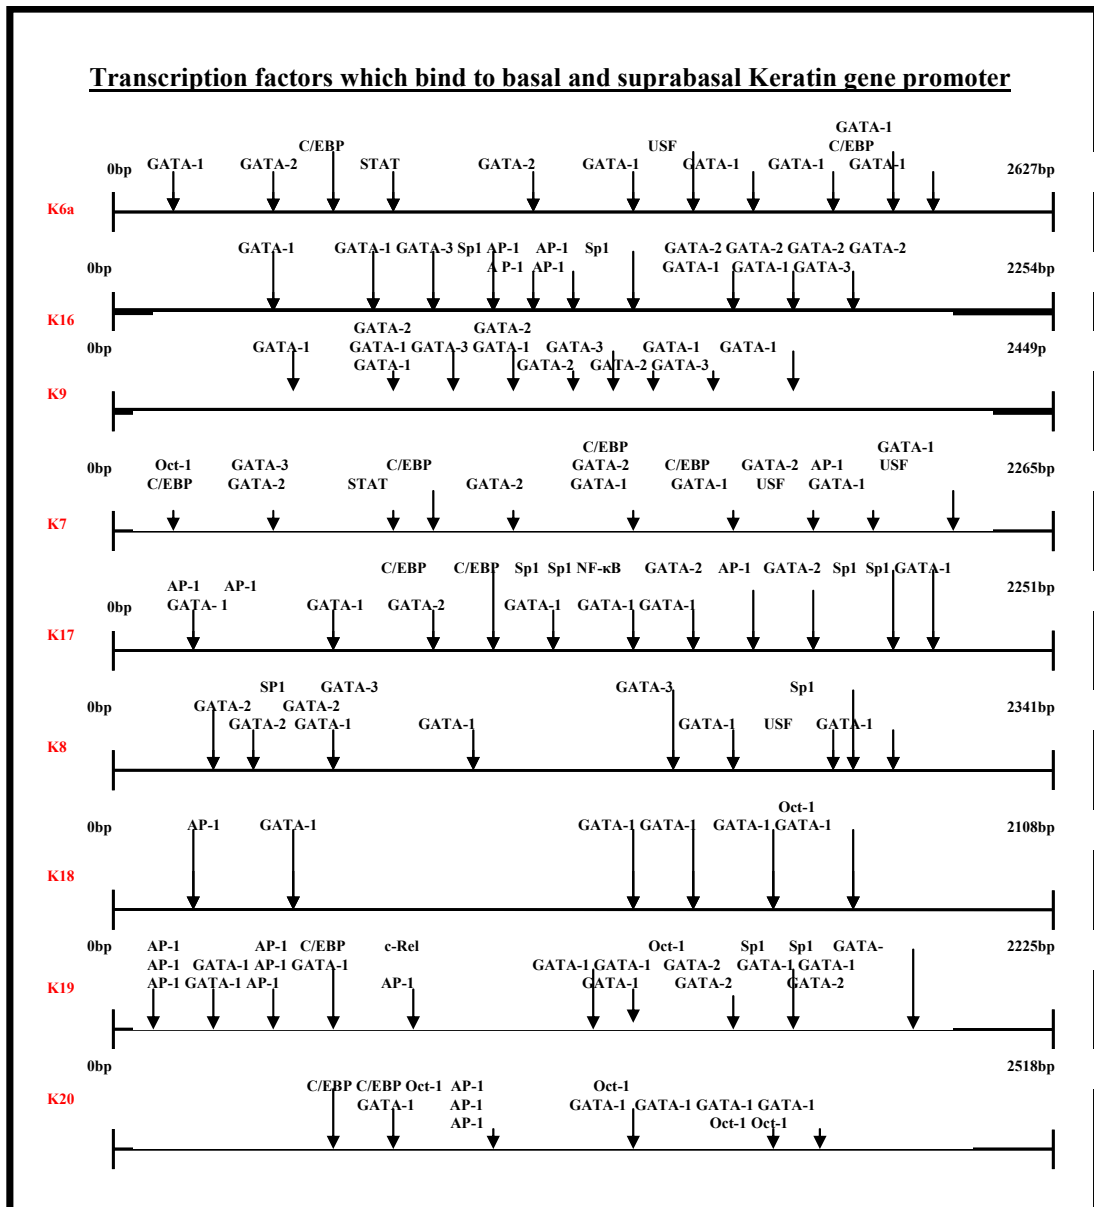 Transcription factors which bind to basal and suprabasal Keratin gene promoter
GATA-1
C/EBP USF C/EBP
0bp GATA-1 GATA-2 STAT GATA-2 GATA-1 GATA-1 GATA-1 GATA-1 2627bp
K6a
GATA-1 GATA-1 GATA-3 Sp1 AP-1 AP-1 Sp1 GATA-2 GATA-2 GATA-2 GATA-2
0bp A P-1 AP-1 GATA-1 GATA-1 GATA-3 2254bp
K16
GATA-2 GATA-2
0bp GATA-1 GATA-1 GATA-3 GATA-1 GATA-3 GATA-1 GATA-1 2449p
GATA-1 GATA-2 GATA-2 GATA-3
K9
C/EBP GATA-1
0bp Oct-1 GATA-3 C/EBP GATA-2 C/EBP GATA-2 AP-1 USF 2265bp
C/EBP GATA-2 STAT GATA-2 GATA-1 GATA-1 USF GATA-1
K7
C/EBP C/EBP Sp1 Sp1 NF-κB GATA-2 AP-1 GATA-2 Sp1 Sp1 GATA-1
AP-1 AP-1 2251bp
0bp GATA- 1 GATA-1 GATA-2 GATA-1 GATA-1 GATA-1
K17
SP1 GATA-3 GATA-3 Sp1
0bp GATA-2 GATA-2 2341bp
GATA-2 GATA-1 GATA-1 GATA-1 USF GATA-1
K8
Oct-1
0bp AP-1 GATA-1 GATA-1 GATA-1 GATA-1 GATA-1 2108bp
K18
0bp AP-1 AP-1 C/EBP c-Rel Oct-1 Sp1 Sp1 GATA- 2225bp
AP-1 GATA-1 AP-1 GATA-1 GATA-1 GATA-1 GATA-2 GATA-1 GATA-1
K19 AP-1 GATA-1 AP-1 AP-1 GATA-1 GATA-2 GATA-2
0bp 2518bp
C/EBP C/EBP Oct-1 AP-1 Oct-1
K20 GATA-1 AP-1 GATA-1 GATA-1 GATA-1 GATA-1
AP-1 Oct-1 Oct-1